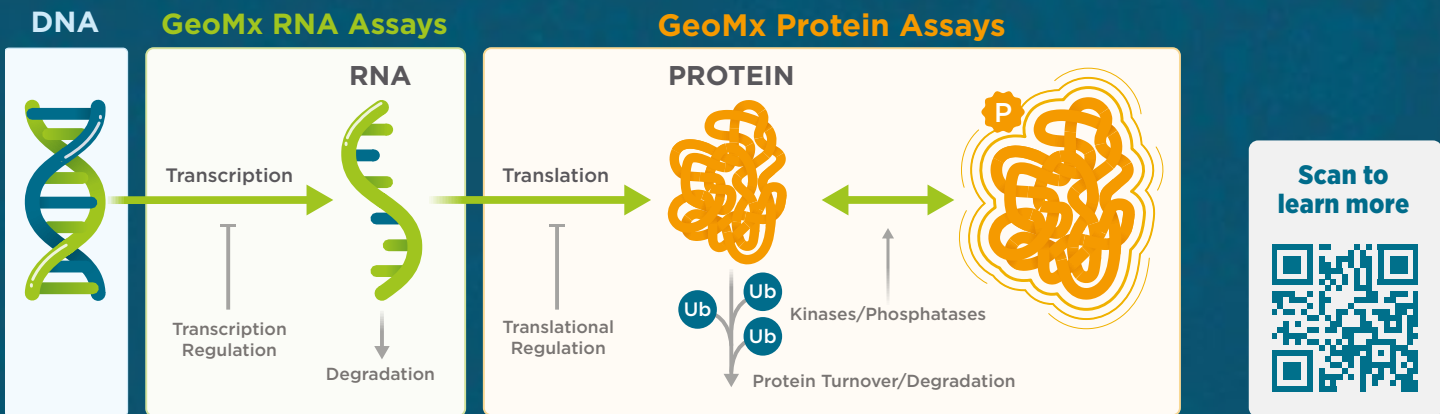 DNA
GeoMx RNA Assays
GeoMx Protein Assays
RNA
PROTEIN
P
Transcription
Translation
Scan to
learn more
Ub
Ub
Ub
Kinases/Phosphatases
Transcription
Regulation
Translational
Regulation
Degradation
Protein Turnover/Degradation